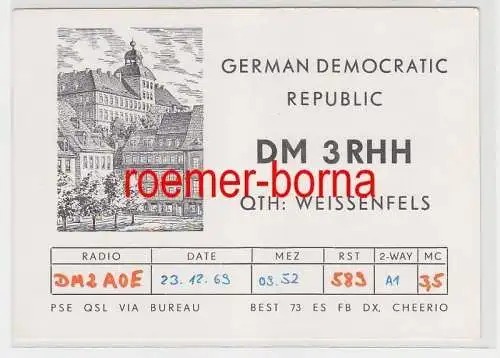 GERMAN DEMOCRATIC
REPUBLIC
DM 3RHH
roemer-borna
QTH: WEISSENFELS
RADIO DATE MEZ RST 2-WAY MC
DM2AOE 23.12.69 09.52 589 A1 3,5
PSE QSL VIA BUREAU BEST 73 ES FB DX, CHEERIO